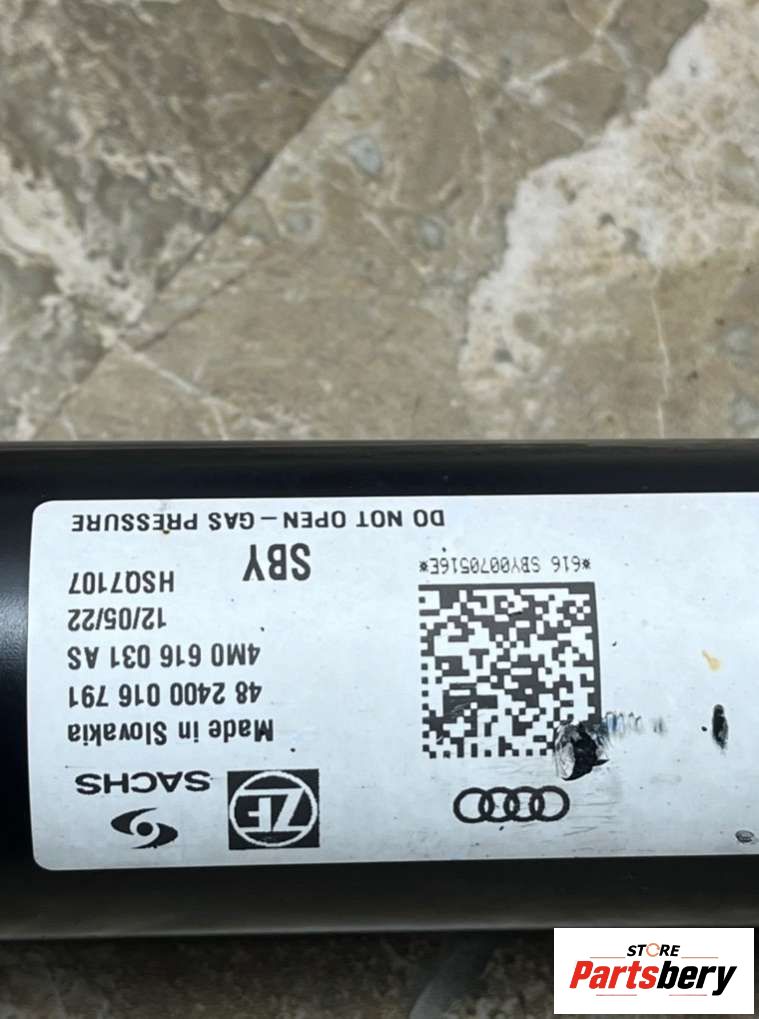 ZF
SACHS
Made in Slovakia
48 2400 016 791
4M0 616 031 AS
12/05/22
HSQ7107
SBY
*616 SBY00070516E*
DO NOT OPEN – GAS PRESSURE
STORE
Partsbery